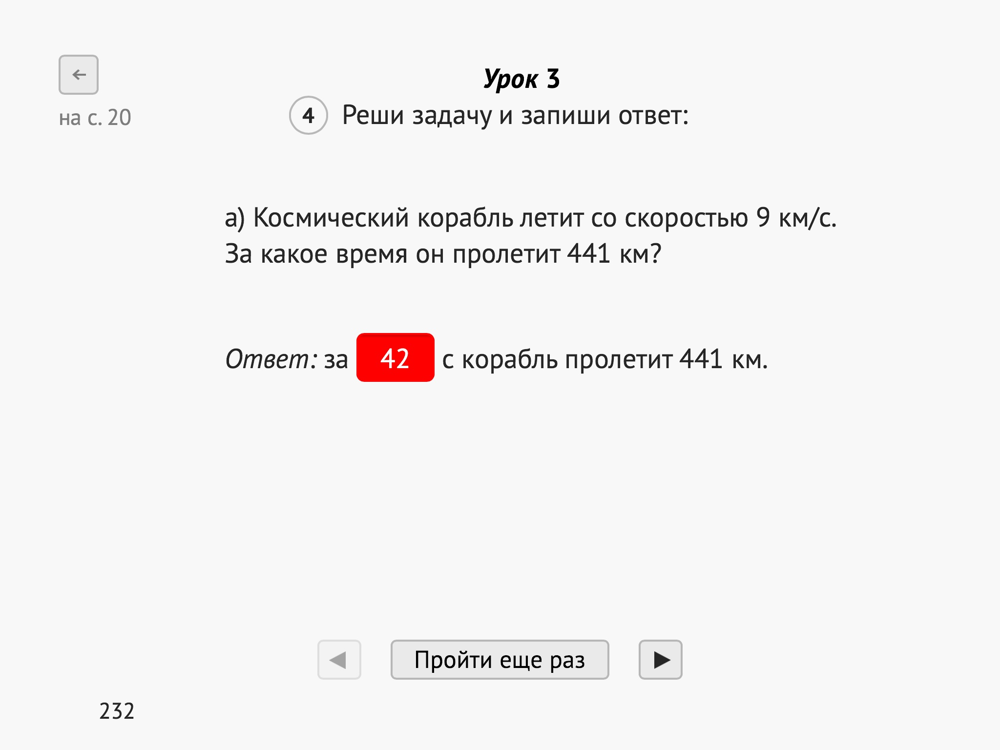 Урок 3
на с. 20
4 Реши задачу и запиши ответ:
а) Космический корабль летит со скоростью 9 км/с.
За какое время он пролетит 441 км?
Ответ: за 42 с корабль пролетит 441 км.
Пройти еще раз
232